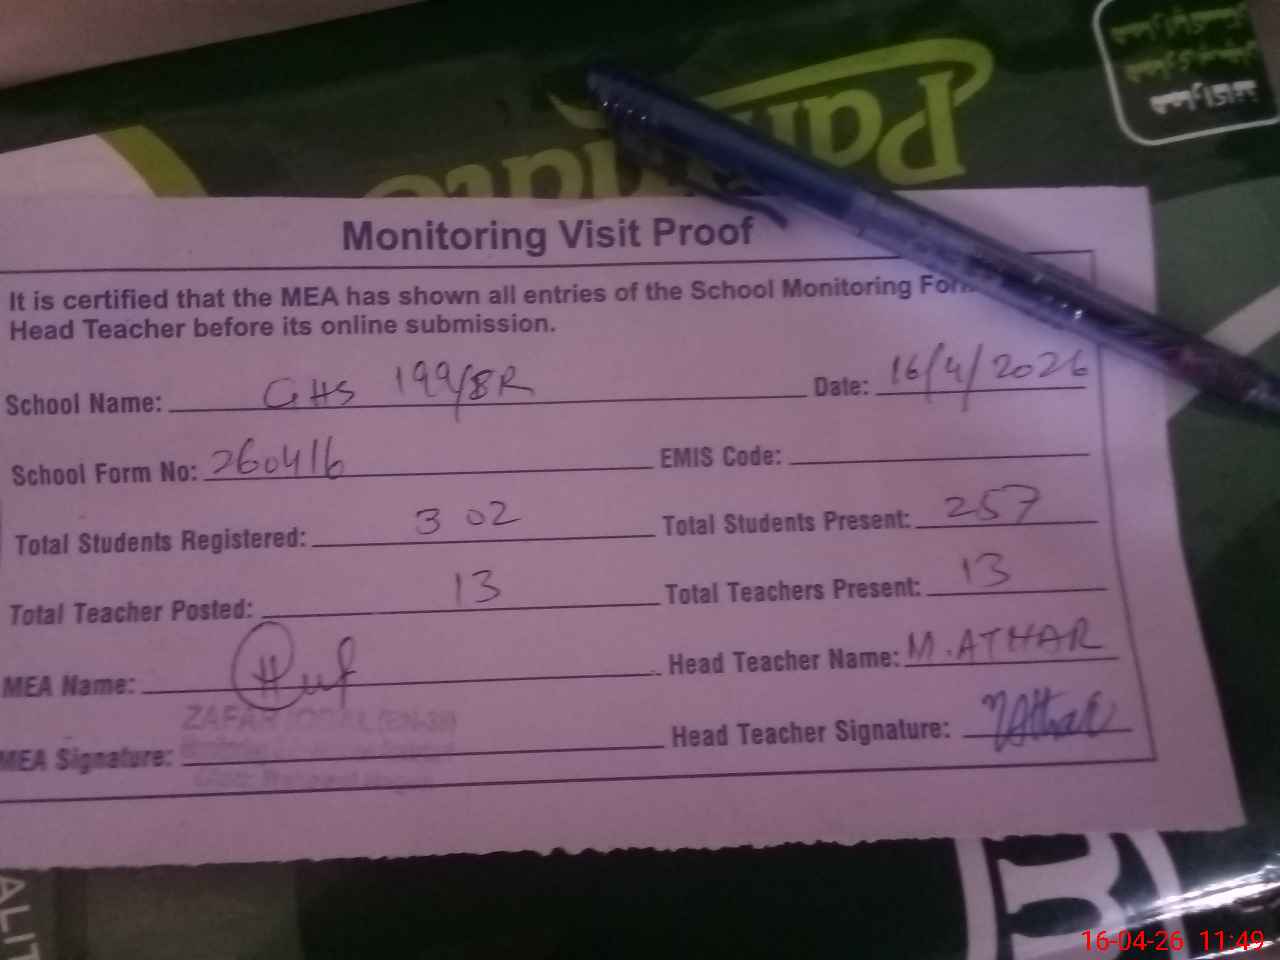 Monitoring Visit Proof
It is certified that the MEA has shown all entries of the School Monitoring
Head Teacher before its online submission.
School Name: GHS 199/8R Date: 16/4/2026
School Form No: 260416 EMIS Code:
Total Students Registered: 302 Total Students Present: 257
Total Teacher Posted: 13 Total Teachers Present: 13
MEA Name: Head Teacher Name: M. ATHAR
ZAFAR IQBAL
MEA Signature: Head Teacher Signature: Athar
16-04-26 11:49